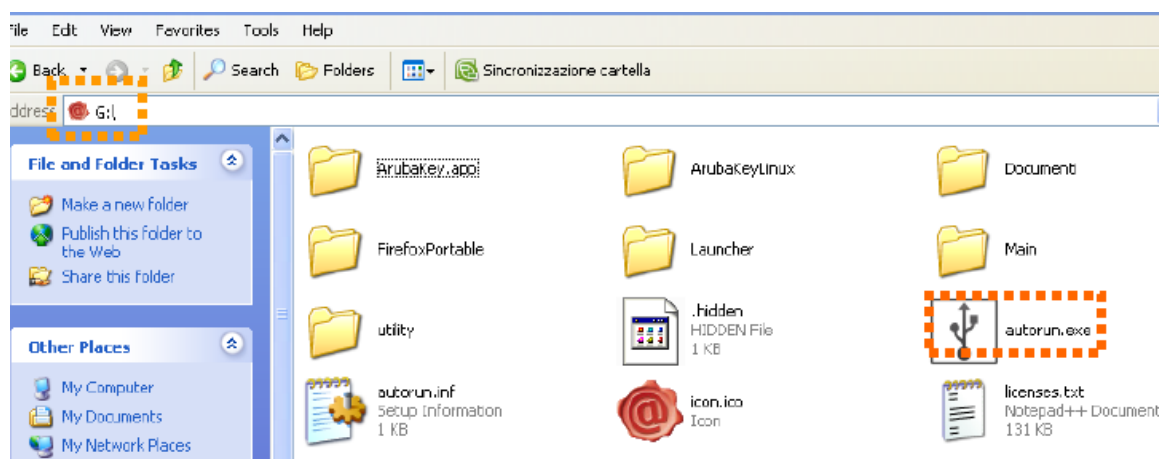 File Edit View Favorites Tools Help
Back Search Folders Sincronizzazione cartella
Address G:\
File and Folder Tasks
Make a new folder
Publish this folder to
the Web
Share this folder
Other Places
My Computer
My Documents
My Network Places
ArubaKey.app
ArubaKeyLinux
Documenti
FirefoxPortable
Launcher
Main
utility
.hidden
HIDDEN File
1 KB
autorun.exe
autorun.inf
Setup Information
1 KB
icon.ico
Icon
licenses.txt
Notepad++ Document
131 KB